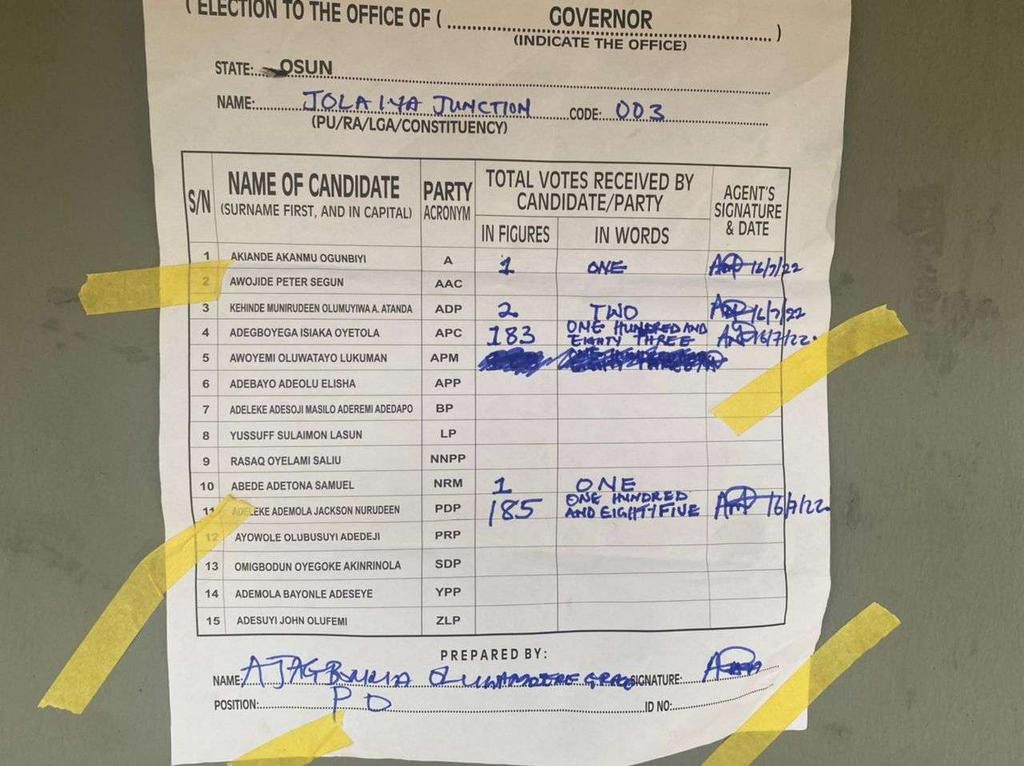 ( ELECTION TO THE OFFICE OF (....GOVERNOR....)
(INDICATE THE OFFICE)
STATE: OSUN
NAME: JOLAIYA JUNCTION CODE: 003
(PU/RA/LGA/CONSTITUENCY)
S/N NAME OF CANDIDATE (SURNAME FIRST, AND IN CAPITAL) PARTY ACRONYM TOTAL VOTES RECEIVED BY CANDIDATE/PARTY AGENT'S SIGNATURE & DATE
IN FIGURES IN WORDS
1 AKIANDE AKANMU OGUNBIYI A 1 ONE 16/7/22
2 AWOJIDE PETER SEGUN AAC
3 KEHINDE MUNIRUDEEN OLUMUYIWA A. ATANDA ADP 2 TWO 16/7/22
4 ADEGBOYEGA ISIAKA OYETOLA APC 183 ONE HUNDRED AND EIGHTY THREE 16/7/22.
5 AWOYEMI OLUWATAYO LUKUMAN APM
6 ADEBAYO ADEOLU ELISHA APP
7 ADELEKE ADESOJI MASILO ADEREMI ADEDAPO BP
8 YUSSUFF SULAIMON LASUN LP
9 RASAQ OYELAMI SALIU NNPP
10 ABEDE ADETONA SAMUEL NRM 1 ONE
11 ADELEKE ADEMOLA JACKSON NURUDEEN PDP 185 ONE HUNDRED AND EIGHTY FIVE 16/7/22.
12 AYOWOLE OLUBUSUYI ADEDEJI PRP
13 OMIGBODUN OYEGOKE AKINRINOLA SDP
14 ADEMOLA BAYONLE ADESEYE YPP
15 ADESUYI JOHN OLUFEMI ZLP
PREPARED BY:
NAME: SIGNATURE:
POSITION: PO ID NO: